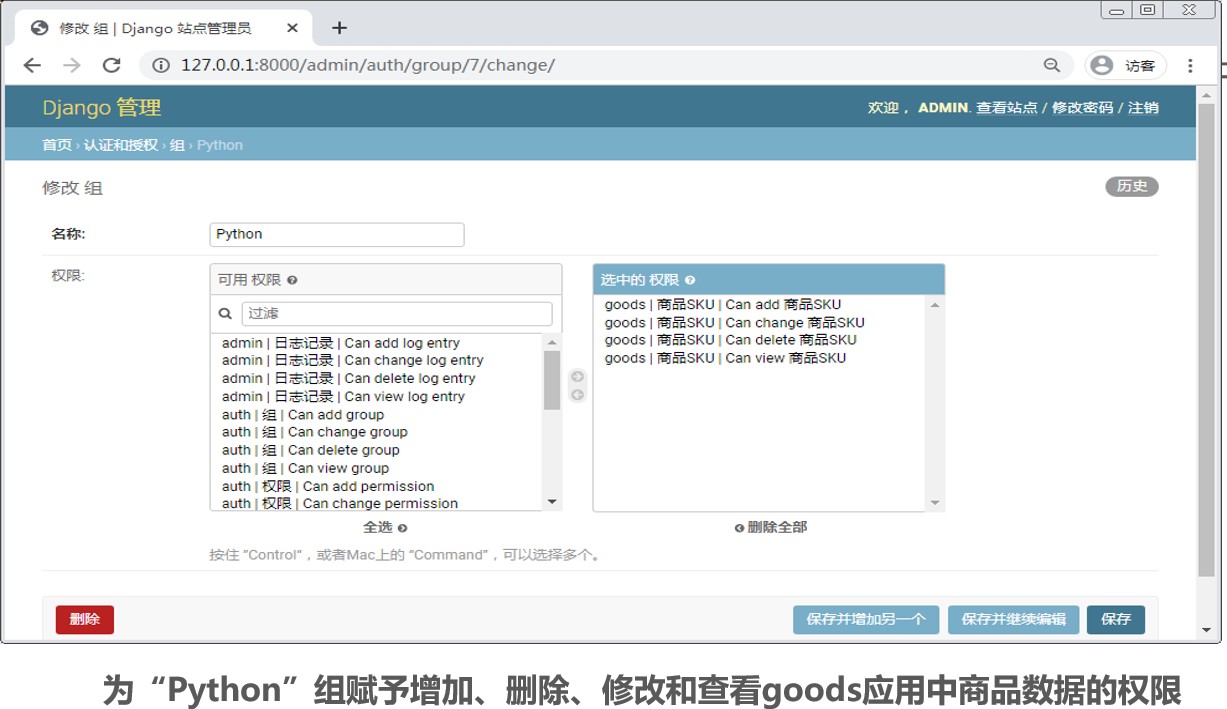 修改 组 | Django 站点管理员
127.0.0.1:8000/admin/auth/group/7/change/
访客
Django 管理
欢迎， ADMIN. 查看站点 / 修改密码 / 注销
首页 › 认证和授权 › 组 › Python
修改 组
历史
名称:
Python
权限:
可用 权限
过滤
admin | 日志记录 | Can add log entry
admin | 日志记录 | Can change log entry
admin | 日志记录 | Can delete log entry
admin | 日志记录 | Can view log entry
auth | 组 | Can add group
auth | 组 | Can change group
auth | 组 | Can delete group
auth | 组 | Can view group
auth | 权限 | Can add permission
auth | 权限 | Can change permission
全选
选中的 权限
goods | 商品SKU | Can add 商品SKU
goods | 商品SKU | Can change 商品SKU
goods | 商品SKU | Can delete 商品SKU
goods | 商品SKU | Can view 商品SKU
删除全部
按住 “Control”，或者Mac上的 “Command”，可以选择多个。
删除
保存并增加另一个
保存并继续编辑
保存
为“Python”组赋予增加、删除、修改和查看goods应用中商品数据的权限